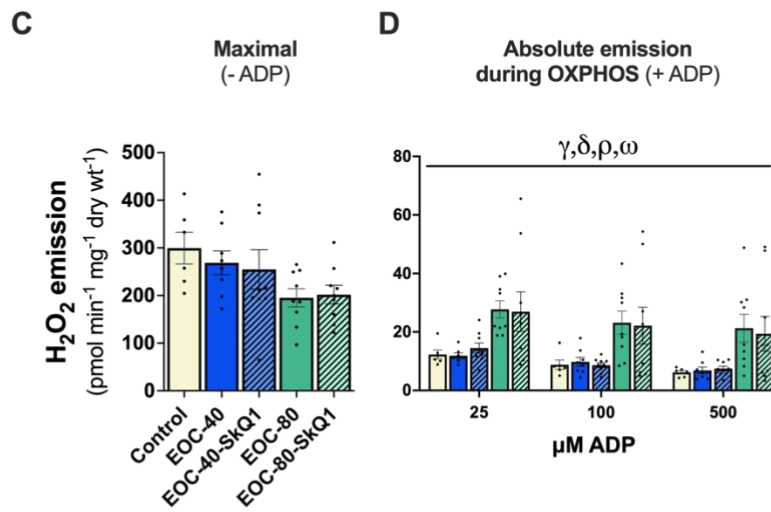 C
Maximal
(- ADP)
H₂O₂ emission
(pmol min⁻¹ mg⁻¹ dry wt⁻¹)
500
400
300
200
100
0
Control
EOC-40
EOC-40-SkQ1
EOC-80
EOC-80-SkQ1
D
Absolute emission
during OXPHOS (+ ADP)
γ,δ,ρ,ω
80
60
40
20
0
25 100 500
µM ADP